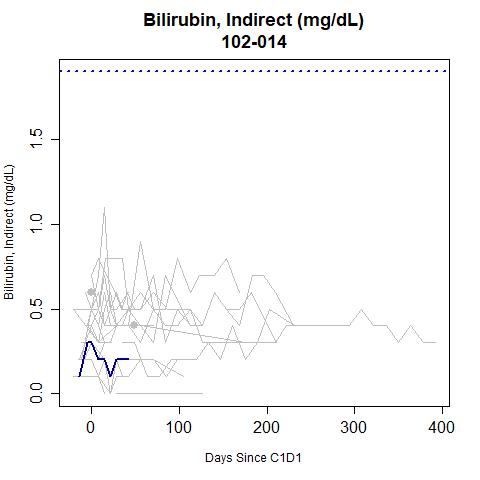 Bilirubin, Indirect (mg/dL)
102-014
Bilirubin, Indirect (mg/dL)
1.5
1.0
0.5
0.0
0 100 200 300 400
Days Since C1D1